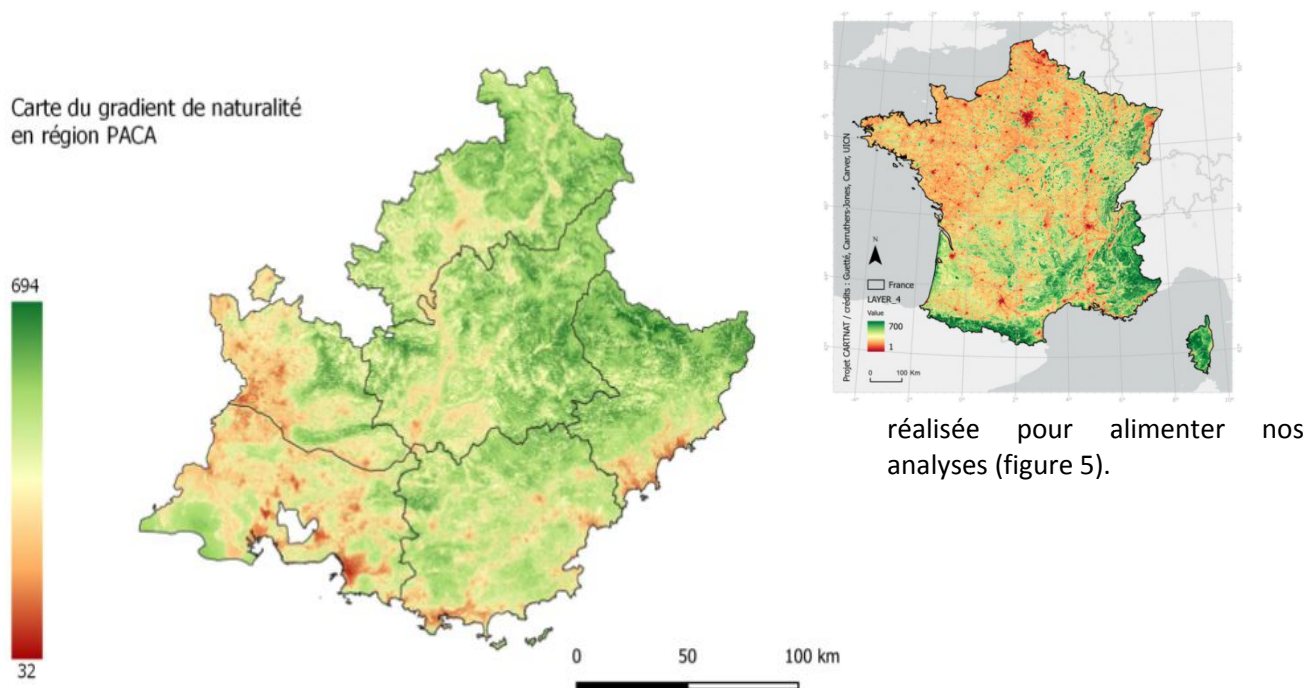 Carte du gradient de naturalité
en région PACA
694
32
0 50 100 km
Projet CARTNAT / crédits : Guetté, Carruthers-Jones, Carver, UICN
N
France
LAYER_4
Value
700
1
0 100 Km
réalisée pour alimenter nos
analyses (figure 5).